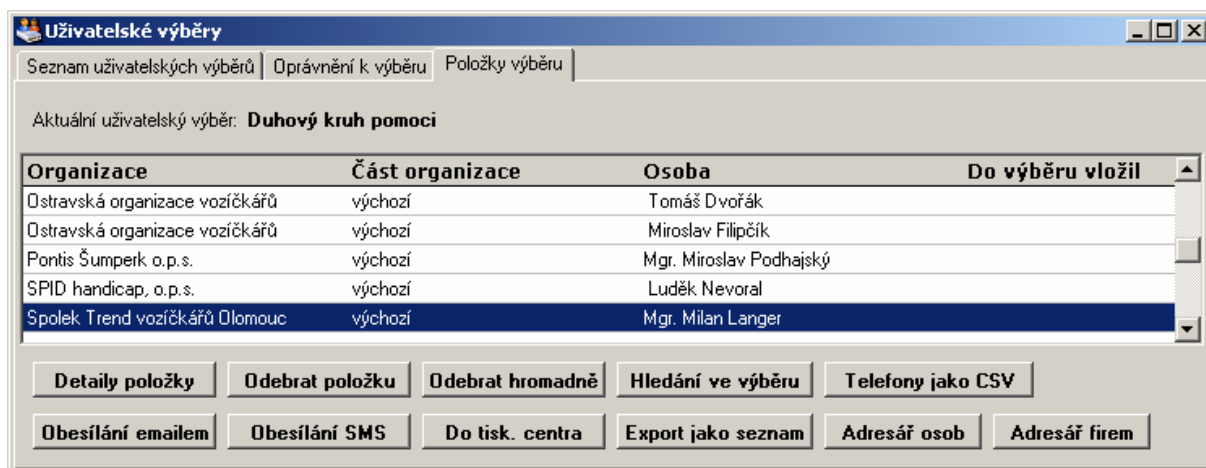 Uživatelské výběry
Seznam uživatelských výběrů Oprávnění k výběru Položky výběru
Aktuální uživatelský výběr: Duhový kruh pomoci
Organizace Část organizace Osoba Do výběru vložil
Ostravská organizace vozíčkářů výchozí Tomáš Dvořák
Ostravská organizace vozíčkářů výchozí Miroslav Filipčík
Pontis Šumperk o.p.s. výchozí Mgr. Miroslav Podhajský
SPID handicap, o.p.s. výchozí Luděk Nevoral
Spolek Trend vozíčkářů Olomouc výchozí Mgr. Milan Langer
Detaily položky Odebrat položku Odebrat hromadně Hledání ve výběru Telefony jako CSV
Obesílání emailem Obesílání SMS Do tisk. centra Export jako seznam Adresář osob Adresář firem